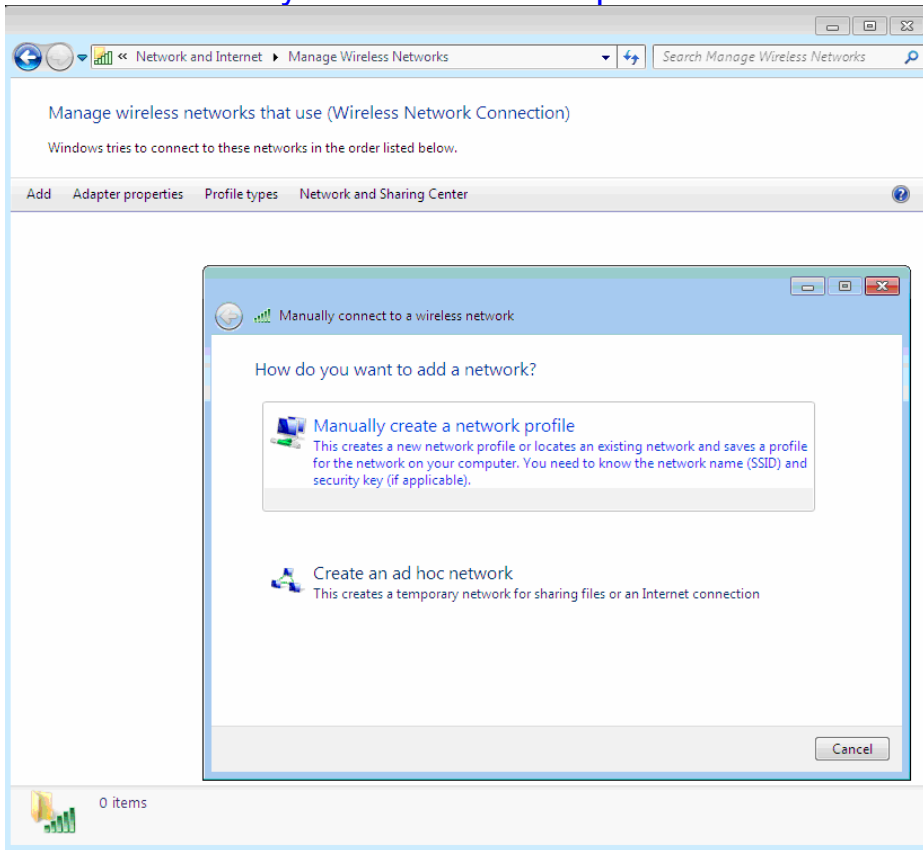 « Network and Internet ▸ Manage Wireless Networks
Search Manage Wireless Networks
Manage wireless networks that use (Wireless Network Connection)
Windows tries to connect to these networks in the order listed below.
Add Adapter properties Profile types Network and Sharing Center
Manually connect to a wireless network
How do you want to add a network?
Manually create a network profile
This creates a new network profile or locates an existing network and saves a profile
for the network on your computer. You need to know the network name (SSID) and
security key (if applicable).
Create an ad hoc network
This creates a temporary network for sharing files or an Internet connection
Cancel
0 items